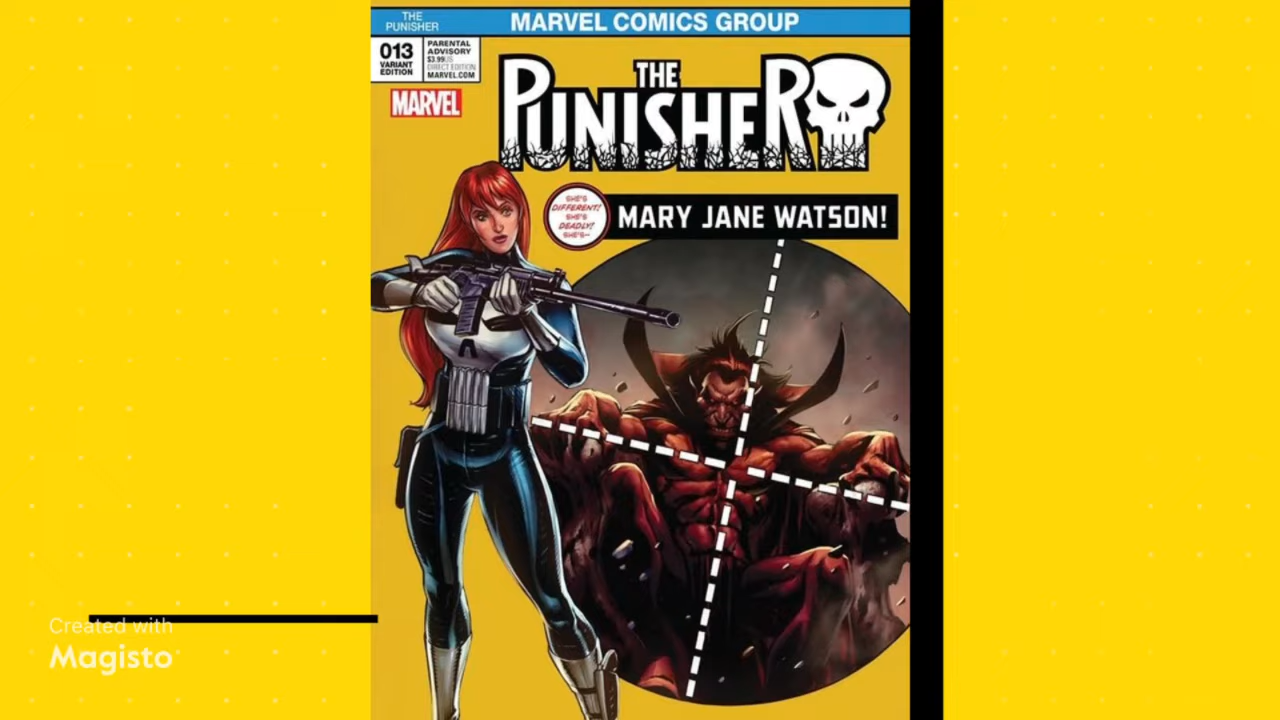 THE
PUNISHER
MARVEL COMICS GROUP
013
VARIANT
EDITION
PARENTAL
ADVISORY
$3.99US
DIRECT EDITION
MARVEL.COM
MARVEL
THE
PUNISHER
SHE'S
DIFFERENT!
SHE'S
DEADLY!
SHE'S--
MARY JANE WATSON!
Created with
Magisto